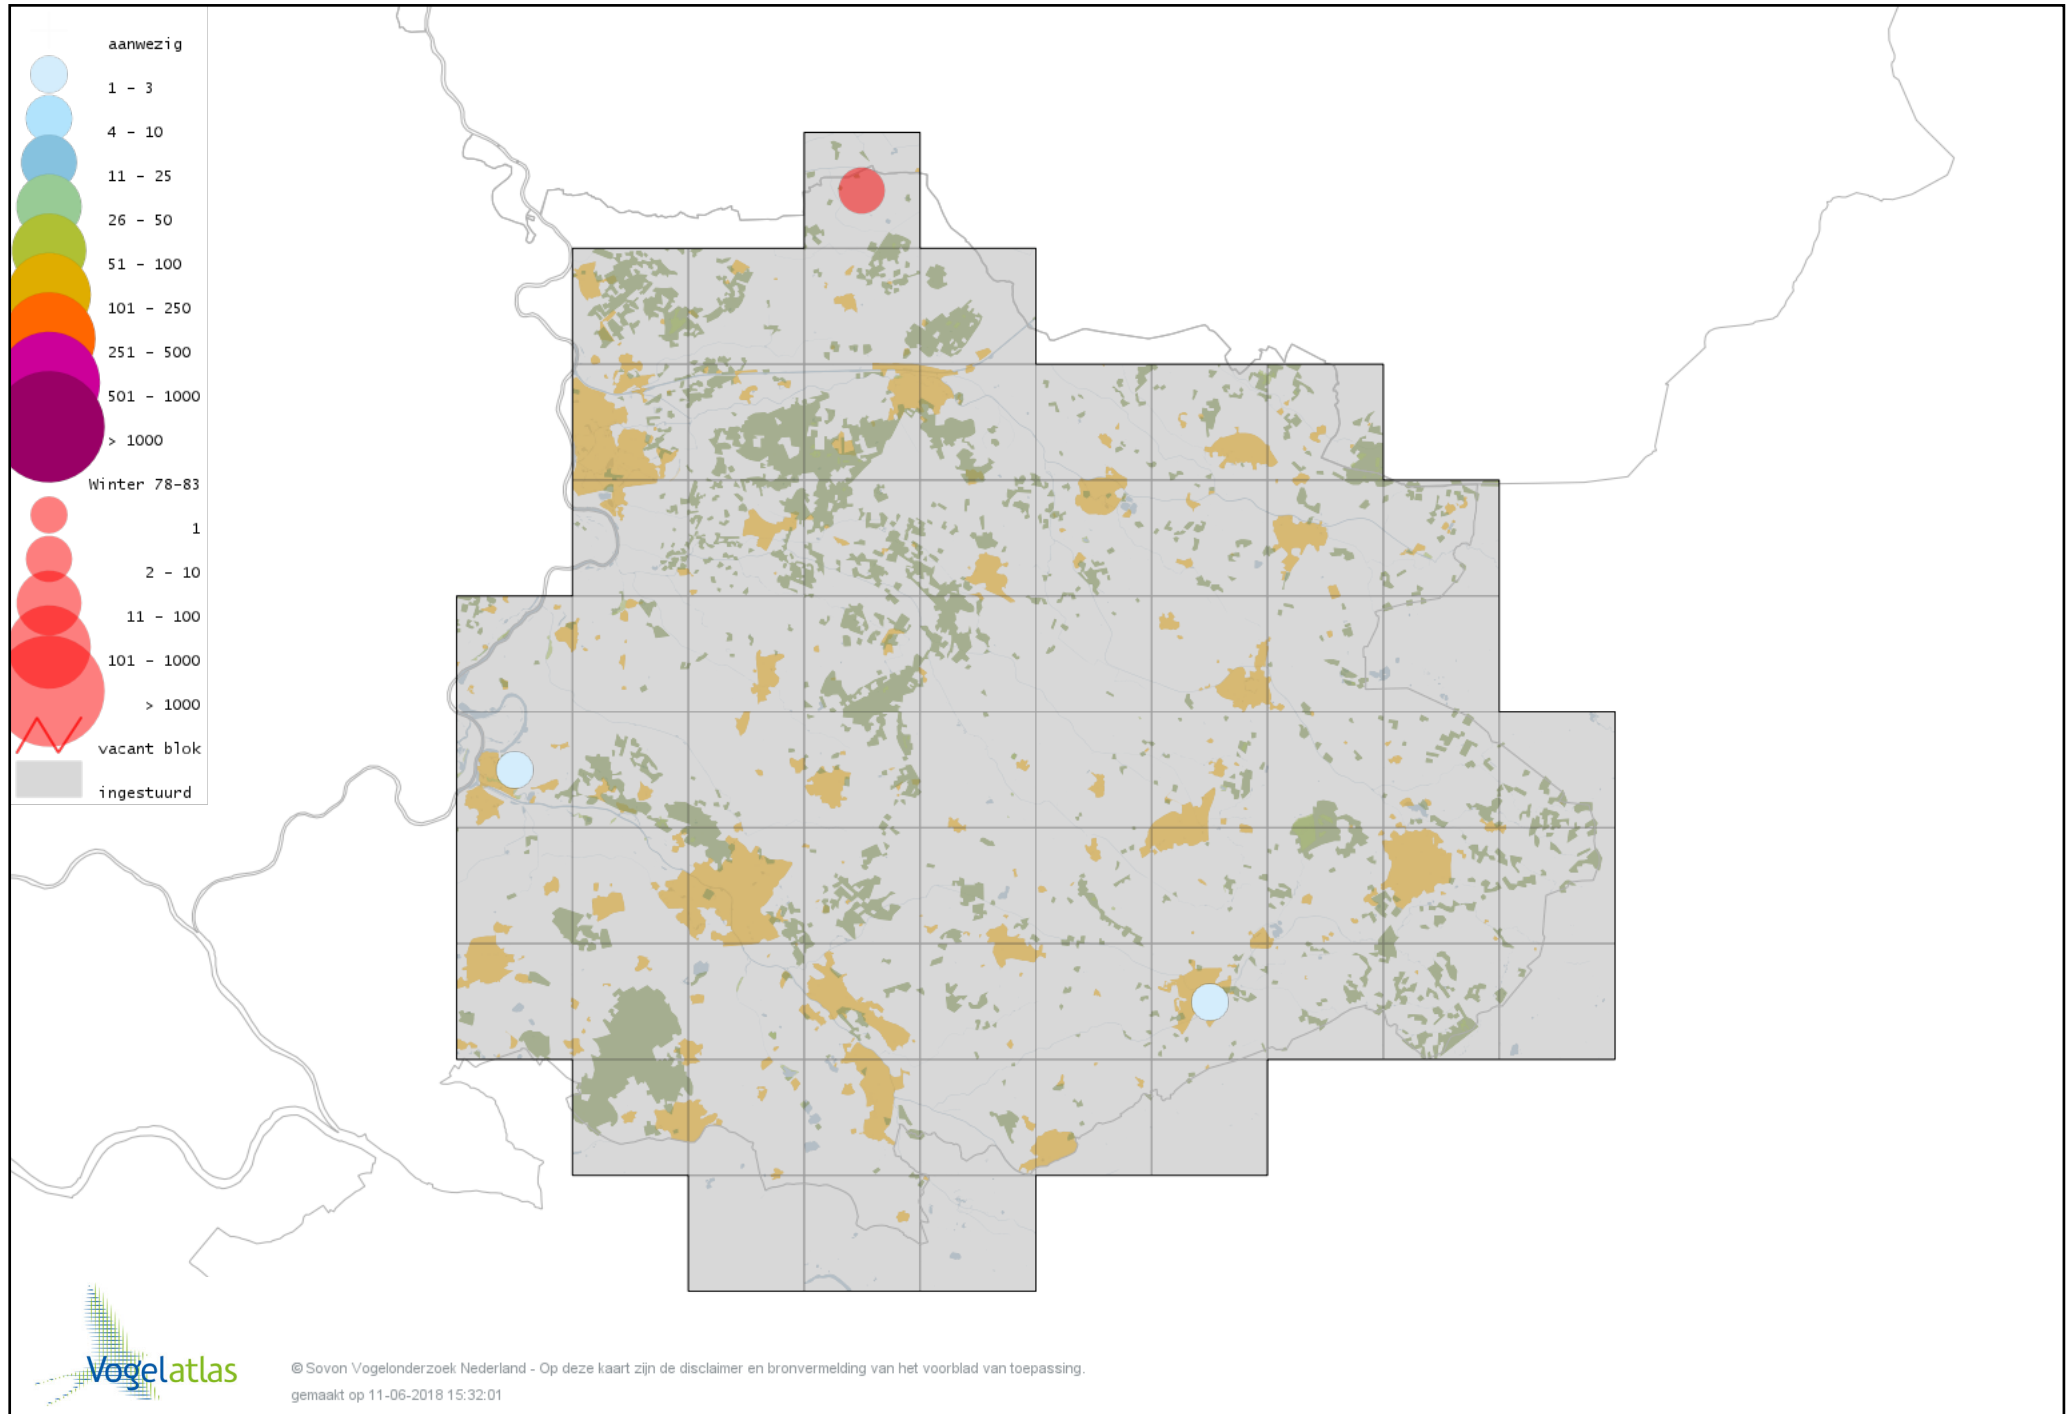 aanwezig
1 - 3
4 - 10
11 - 25
26 - 50
51 - 100
101 - 250
251 - 500
501 - 1000
> 1000
Winter 78-83
1
2 - 10
11 - 100
101 - 1000
> 1000
vacant blok
ingestuurd
Vogelatlas
© Sovon Vogelonderzoek Nederland - Op deze kaart zijn de disclaimer en bronvermelding van het voorblad van toepassing.
gemaakt op 11-06-2018 15:32:01